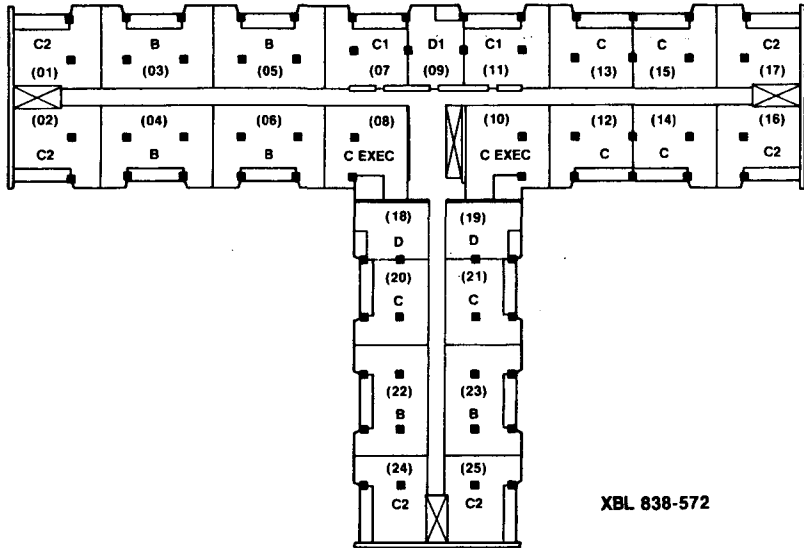 C2 B B C1 D1 C1 C C C2
(01) (03) (05) (07) (09) (11) (13) (15) (17)
(02) (04) (06) (08) (10) (12) (14) (16)
C2 B B C EXEC C EXEC C C C2
(18) (19)
D D
(20) (21)
C C
(22) (23)
B B
(24) (25)
C2 C2
XBL 838-572